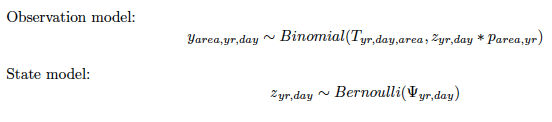 Observation model:
y_{area,yr,day} ∼ Binomial(T_{yr,day,area}, z_{yr,day} * p_{area,yr})
State model:
z_{yr,day} ∼ Bernoulli(Ψ_{yr,day})